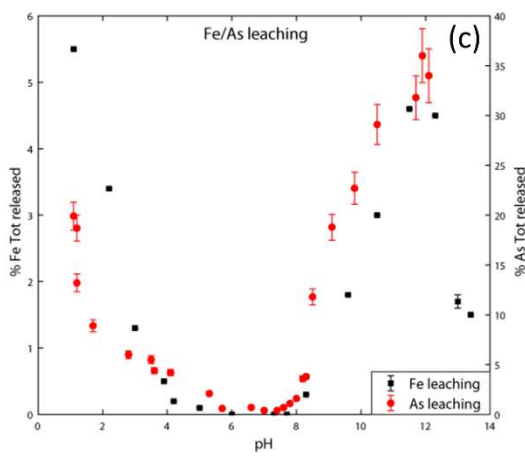 Fe/As leaching
(c)
% Fe Tot released
6
5
4
3
2
1
0
% As Tot released
40
35
30
25
20
15
10
5
0
0 2 4 6 8 10 12 14
pH
Fe leaching
As leaching